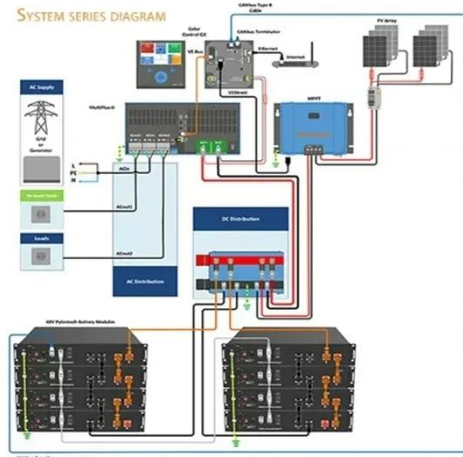 SYSTEM SERIES DIAGRAM
CANbus Type B
Cable
Color
Control GX
CANbus Terminator
PV Array
VE Bus
Ethernet
Internet
AC Supply
VEDirect
MPPT
MultiPlus-II
Grid
or
Generator
L
PE
N
ACin
ACout1
Loads
DC Distribution
ACout2
AC Distribution
48V Pylontech Battery Modules